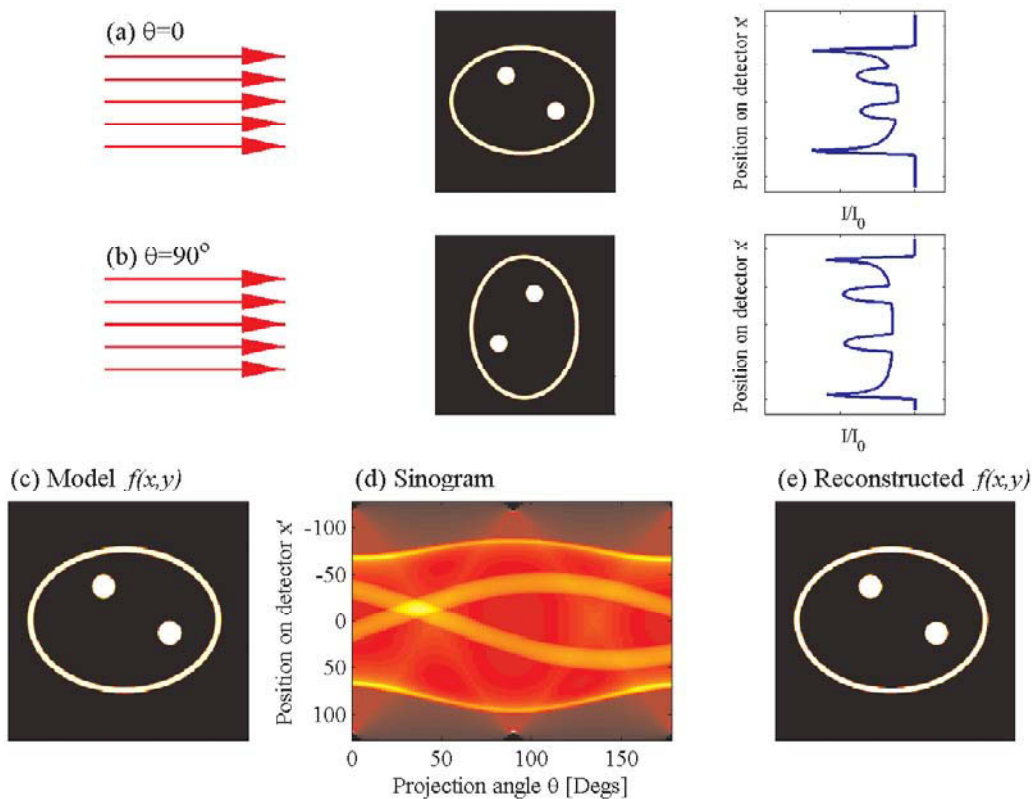 (a) θ=0
Position on detector x'
I/I₀
(b) θ=90°
Position on detector x'
I/I₀
(c) Model f(x,y)
(d) Sinogram
(e) Reconstructed f(x,y)
Position on detector x'
-100
-50
0
50
100
0 50 100 150
Projection angle θ [Degs]